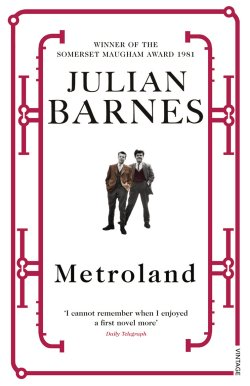 WINNER OF THE
SOMERSET MAUGHAM AWARD 1981
JULIAN
BARNES
Metroland
‘I cannot remember when I enjoyed
a first novel more’
Daily Telegraph
VINTAGE